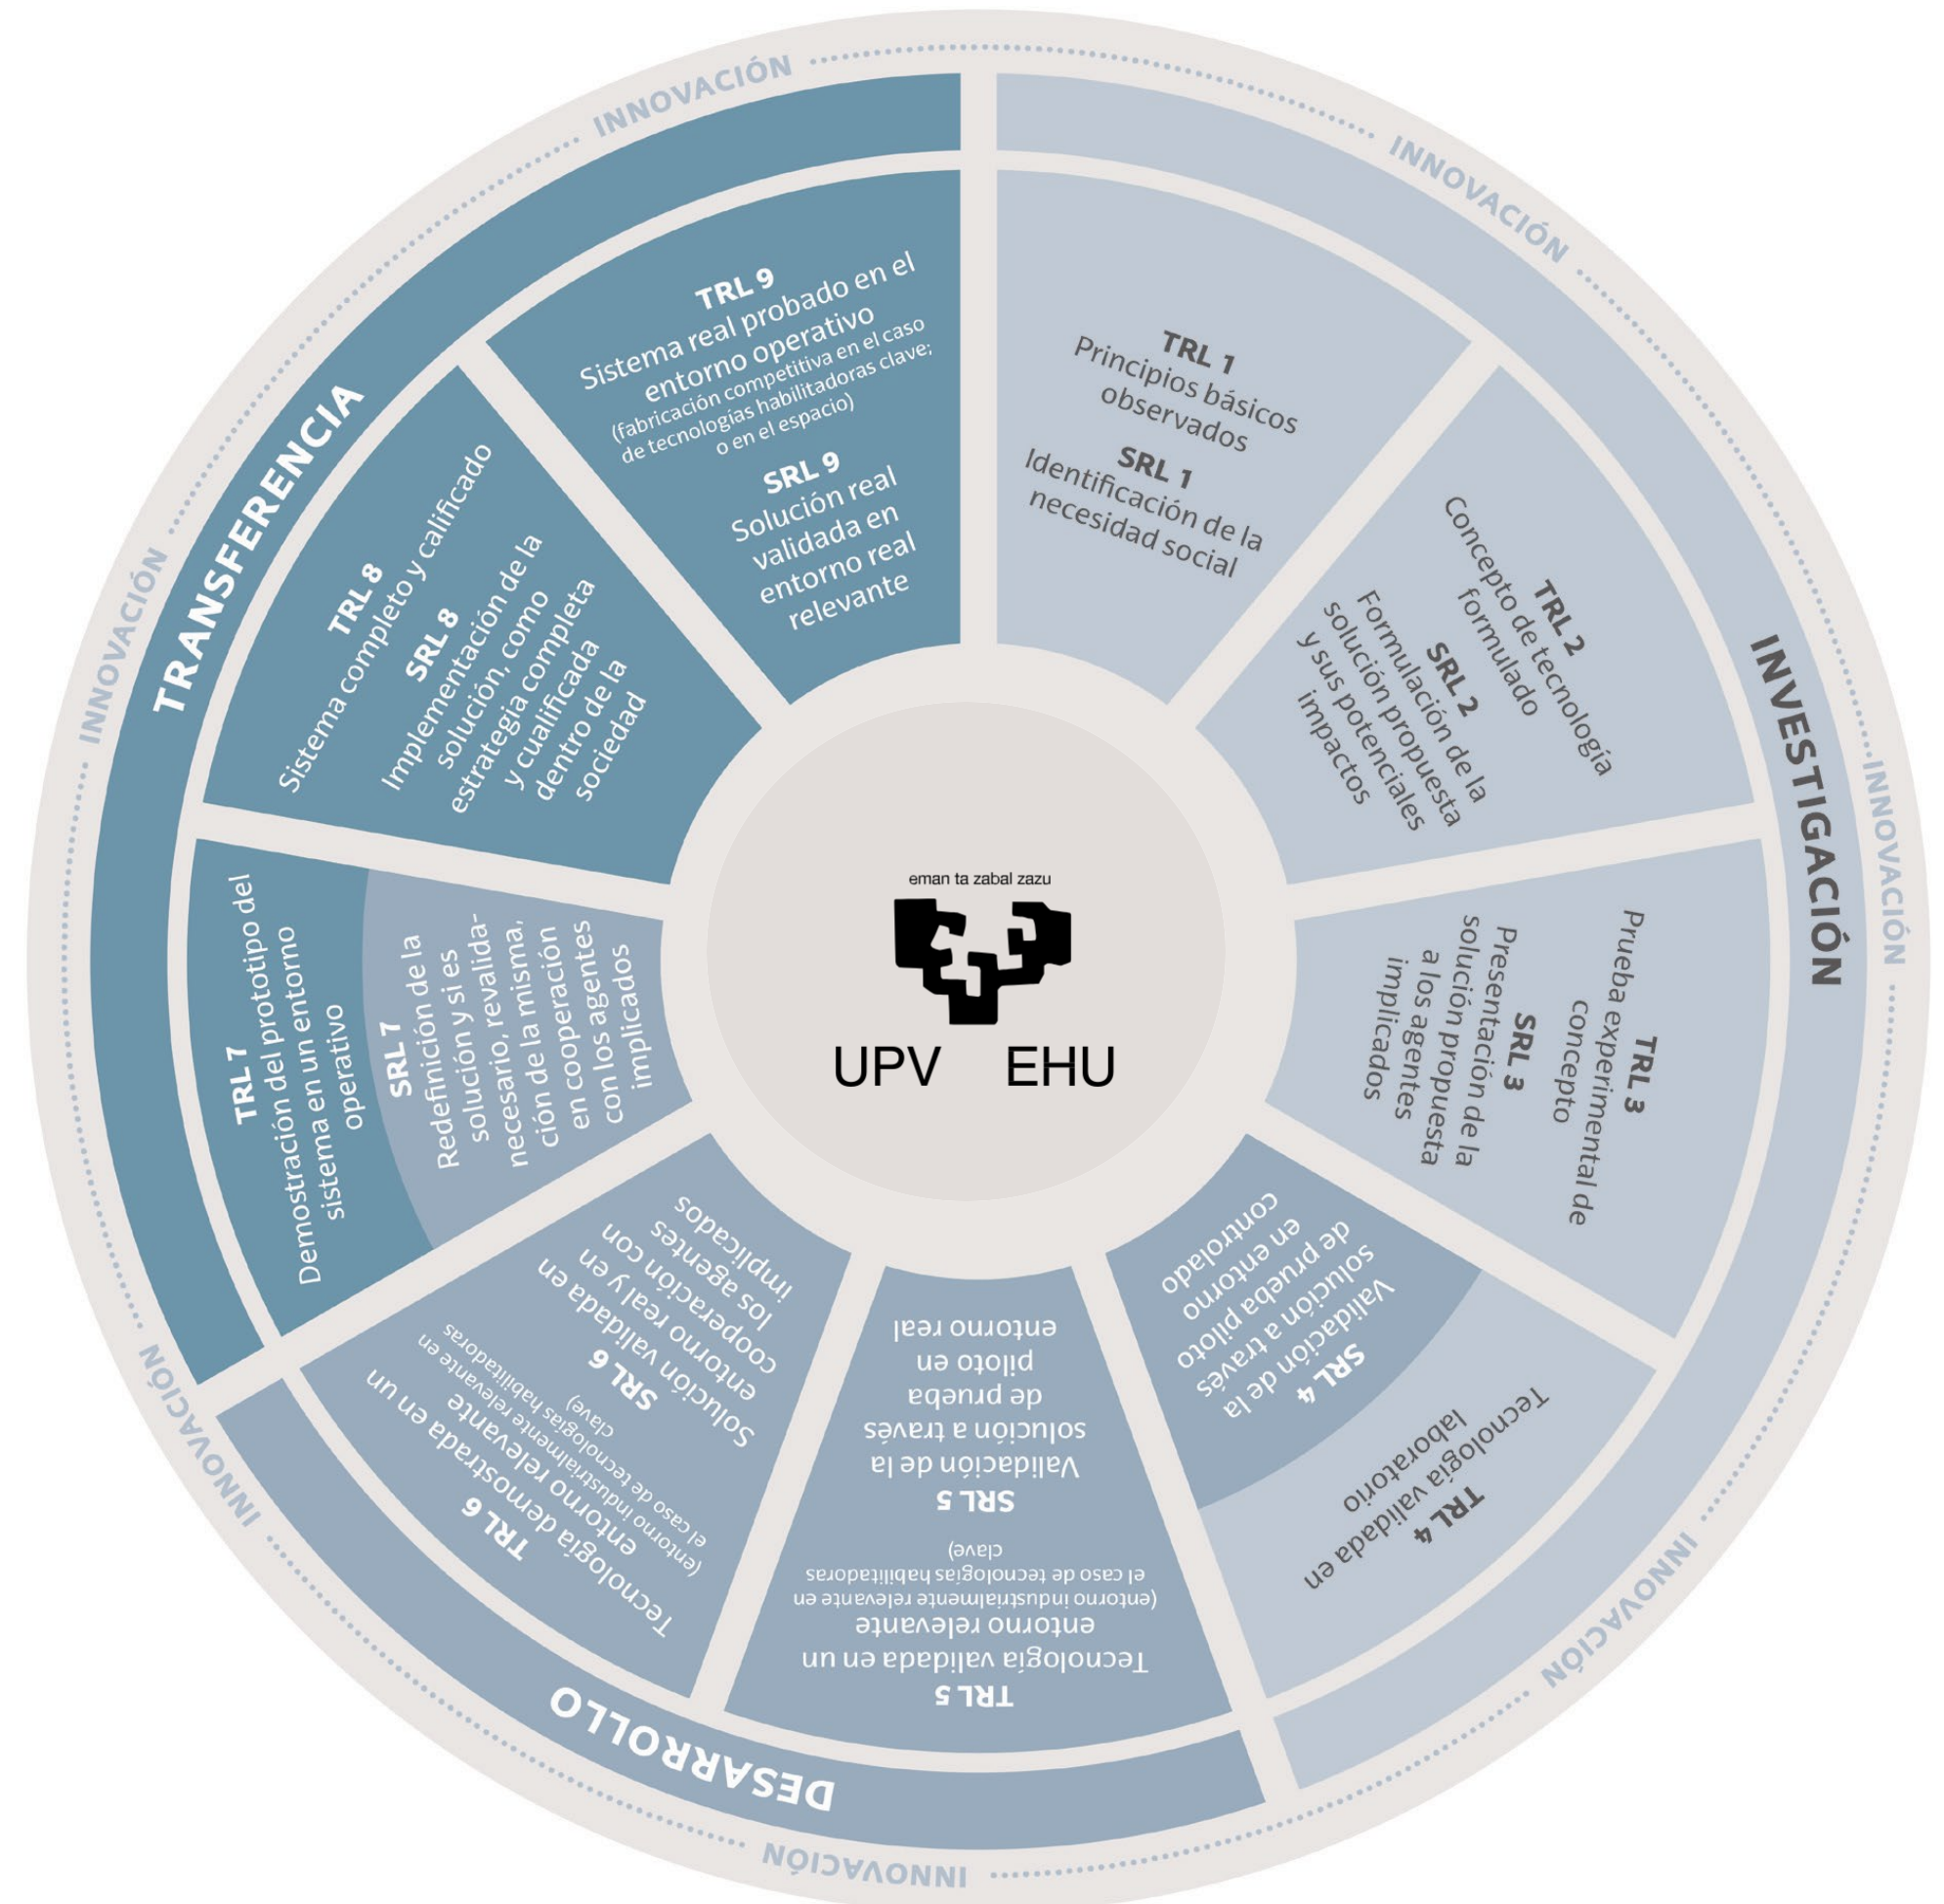 INNOVACIÓN
INNOVACIÓN
INNOVACIÓN
INNOVACIÓN
INNOVACIÓN
INNOVACIÓN
INNOVACIÓN
INVESTIGACIÓN
TRL 1
Principios básicos
observados
SRL 1
Identificación de la
necesidad social
TRL 2
Concepto de tecnología
formulado
SRL 2
Formulación de la
solución propuesta
y sus potenciales
impactos
TRL 3
Prueba experimental de
concepto
SRL 3
Presentación de la
solución propuesta
a los agentes
implicados
TRL 4
Tecnología validada en
laboratorio
SRL 4
Validación de la
solución a través
de prueba piloto
en entorno
controlado
DESARROLLO
TRL 5
Tecnología validada en un
entorno relevante
(entorno industrialmente relevante en
el caso de tecnologías habilitadoras
clave)
SRL 5
Validación de la
solución a través
de prueba
piloto en
entorno real
TRL 6
Tecnología demostrada en un
entorno relevante
(entorno industrialmente relevante en
el caso de tecnologías habilitadoras
clave)
SRL 6
Solución validada en
entorno real y en
cooperación con
los agentes
implicados
TRANSFERENCIA
TRL 7
Demostración del prototipo del
sistema en un entorno
operativo
SRL 7
Redefinición de la
solución y si es
necesario, revalida-
ción de la misma,
en cooperación
con los agentes
implicados
TRL 8
Sistema completo y calificado
SRL 8
Implementación de la
solución, como
estrategia completa
y cualificada
dentro de la
sociedad
TRL 9
Sistema real probado en el
entorno operativo
(fabricación competitiva en el caso
de tecnologías habilitadoras clave;
o en el espacio)
SRL 9
Solución real
validada en
entorno real
relevante
eman ta zabal zazu
UPV EHU